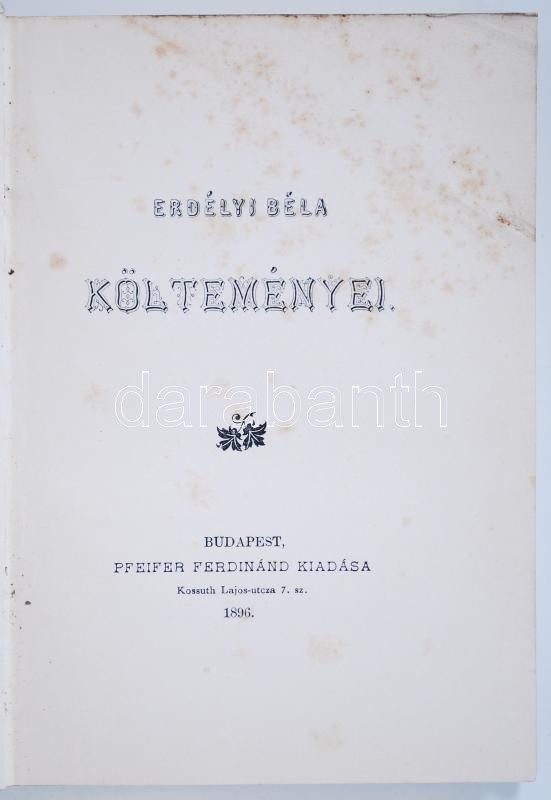 ERDÉLYI BÉLA
KÖLTEMÉNYEI.
darabanth
BUDAPEST,
PFEIFER FERDINÁND KIADÁSA
Kossuth Lajos-utcza 7. sz.
1896.